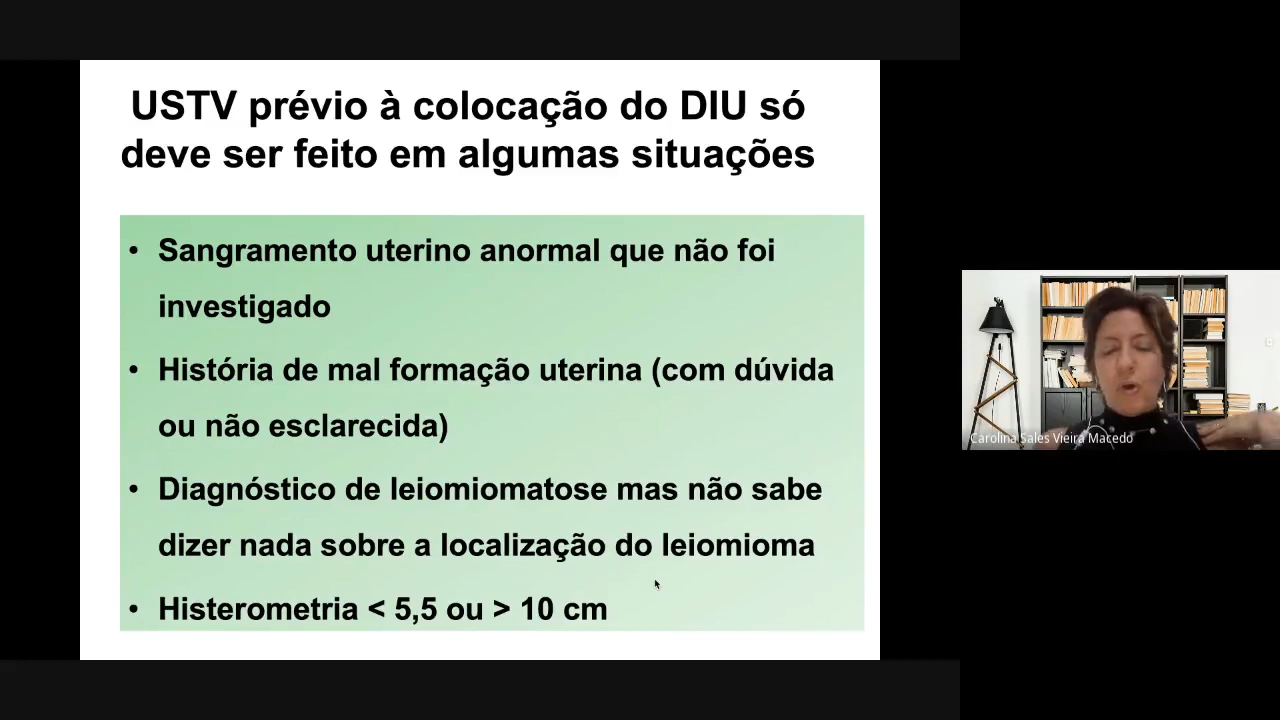 USTV prévio à colocação do DIU só
deve ser feito em algumas situações
• Sangramento uterino anormal que não foi
investigado
• História de mal formação uterina (com dúvida
ou não esclarecida)
• Diagnóstico de leiomiomatose mas não sabe
dizer nada sobre a localização do leiomioma
• Histerometria < 5,5 ou > 10 cm
Carolina Sales Vieira Macedo